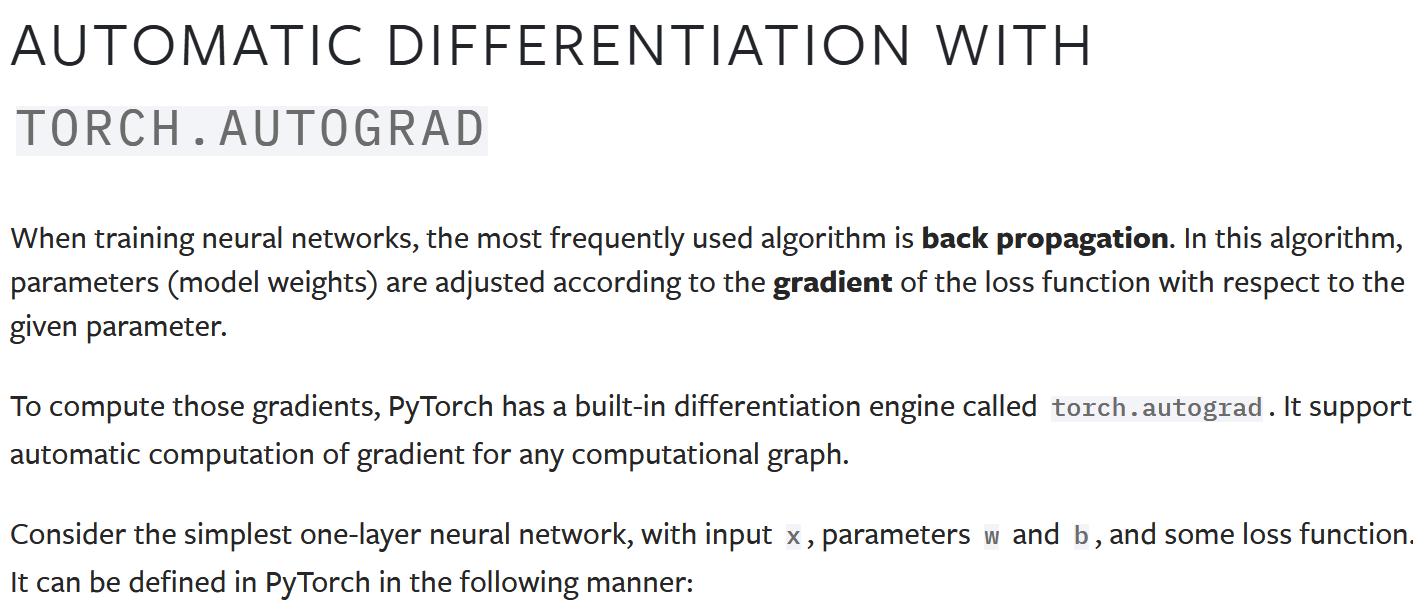 AUTOMATIC DIFFERENTIATION WITH
TORCH.AUTOGRAD
When training neural networks, the most frequently used algorithm is back propagation. In this algorithm,
parameters (model weights) are adjusted according to the gradient of the loss function with respect to the
given parameter.
To compute those gradients, PyTorch has a built-in differentiation engine called torch.autograd. It support
automatic computation of gradient for any computational graph.
Consider the simplest one-layer neural network, with input x, parameters w and b, and some loss function.
It can be defined in PyTorch in the following manner: